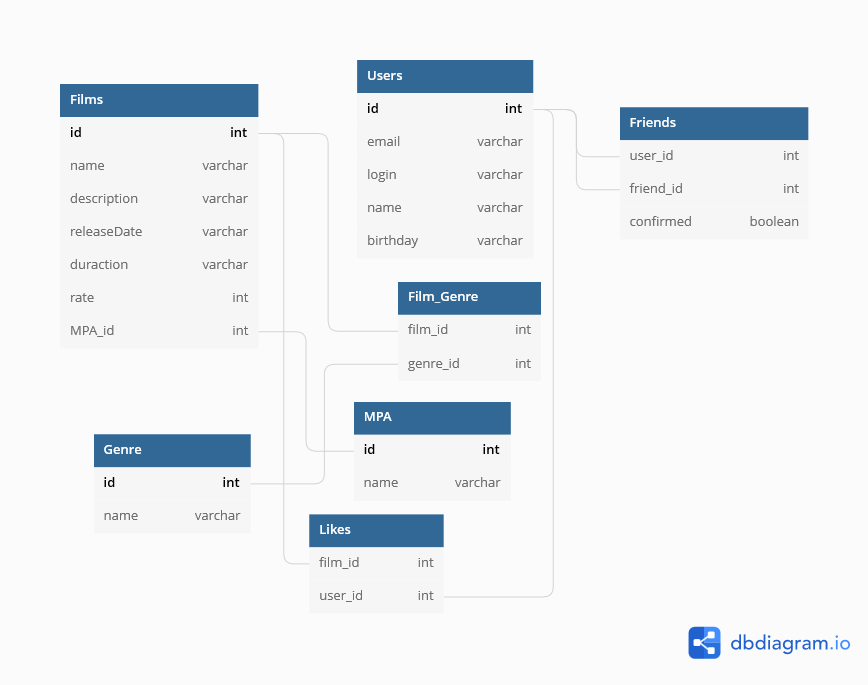 Films
id int
name varchar
description varchar
releaseDate varchar
duraction varchar
rate int
MPA_id int
Users
id int
email varchar
login varchar
name varchar
birthday varchar
Friends
user_id int
friend_id int
confirmed boolean
Film_Genre
film_id int
genre_id int
MPA
id int
name varchar
Genre
id int
name varchar
Likes
film_id int
user_id int
dbdiagram.io